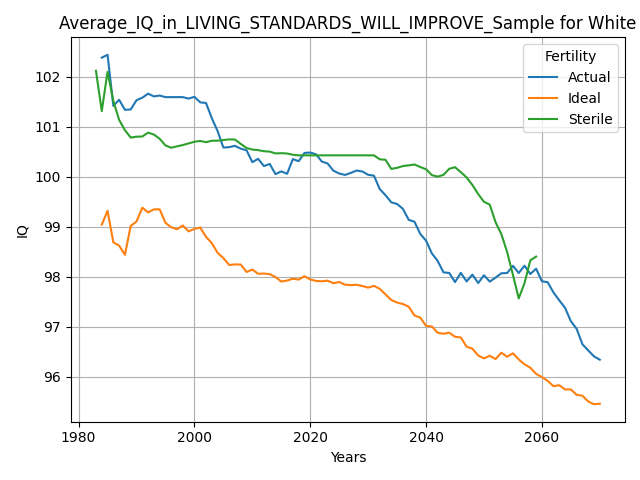 Average_IQ_in_LIVING_STANDARDS_WILL_IMPROVE_Sample for White
Fertility
Actual
Ideal
Sterile
IQ
102
101
100
99
98
97
96
1980
2000
2020
2040
2060
Years